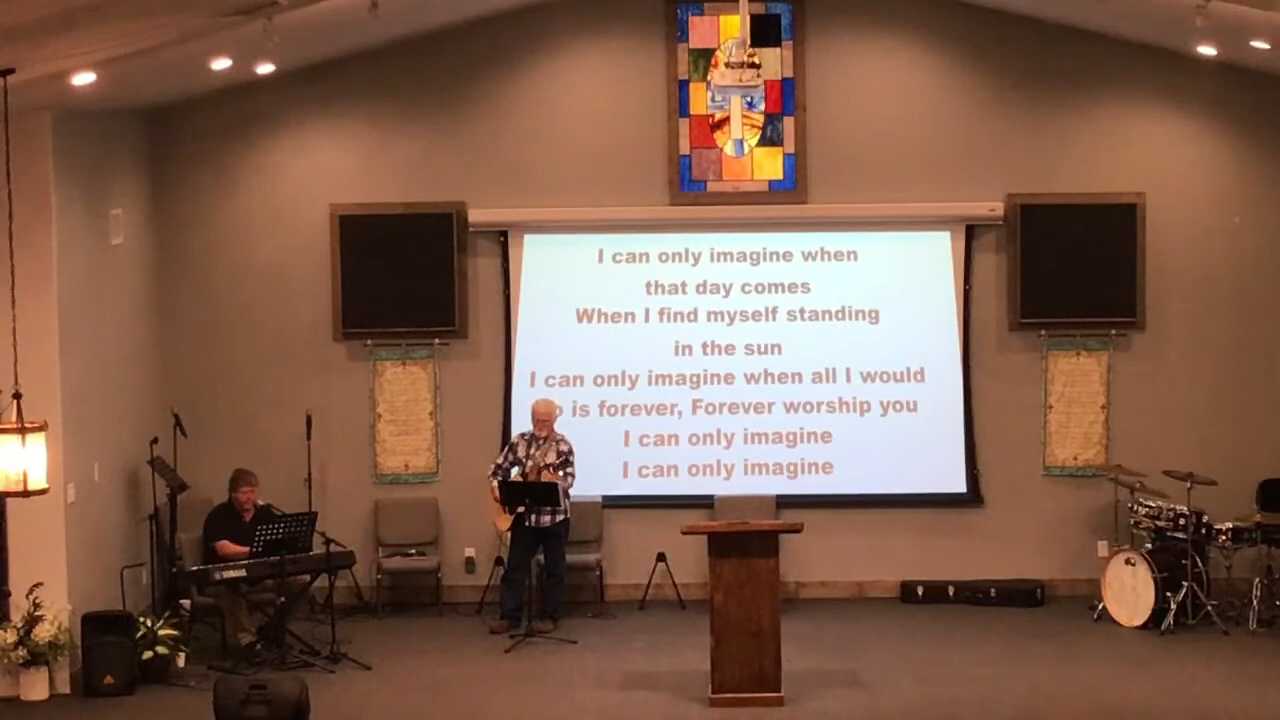 I can only imagine when
that day comes
When I find myself standing
in the sun
I can only imagine when all I would
is forever, Forever worship you
I can only imagine
I can only imagine
YAMAHA